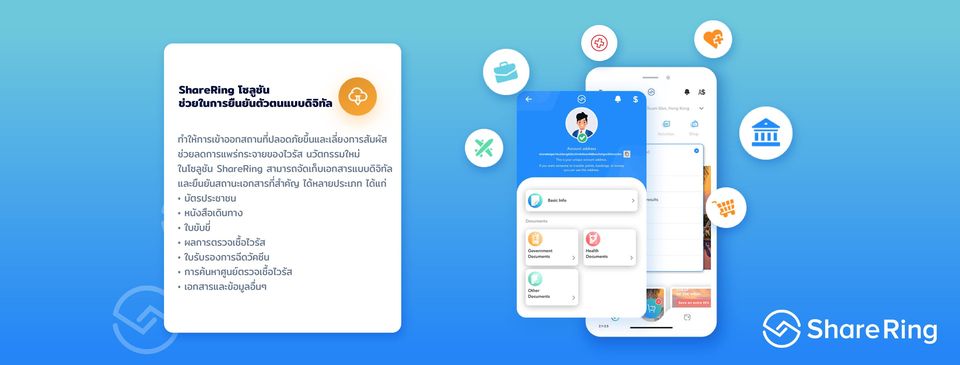 ShareRing โซลูชัน
ช่วยในการยืนยันตัวตนแบบดิจิทัล
ทำให้การเข้าออกสถานที่ปลอดภัยขึ้นและเลี่ยงการสัมผัส
ช่วยลดการแพร่กระจายของไวรัส นวัตกรรมใหม่
ในโซลูชัน ShareRing สามารถจัดเก็บเอกสารแบบดิจิทัล
และยืนยันสถานะเอกสารที่สำคัญ ได้หลายประเภท ได้แก่
• บัตรประชาชน
• หนังสือเดินทาง
• ใบขับขี่
• ผลการตรวจเชื้อไวรัส
• ใบรับรองการฉีดวัคซีน
• การค้นหาศูนย์ตรวจเชื้อไวรัส
• เอกสารและข้อมูลอื่นๆ
Account address
This is your unique account address.
Basic Info
Documents
Government
Documents
Health
Documents
Other
Documents
ShareRing